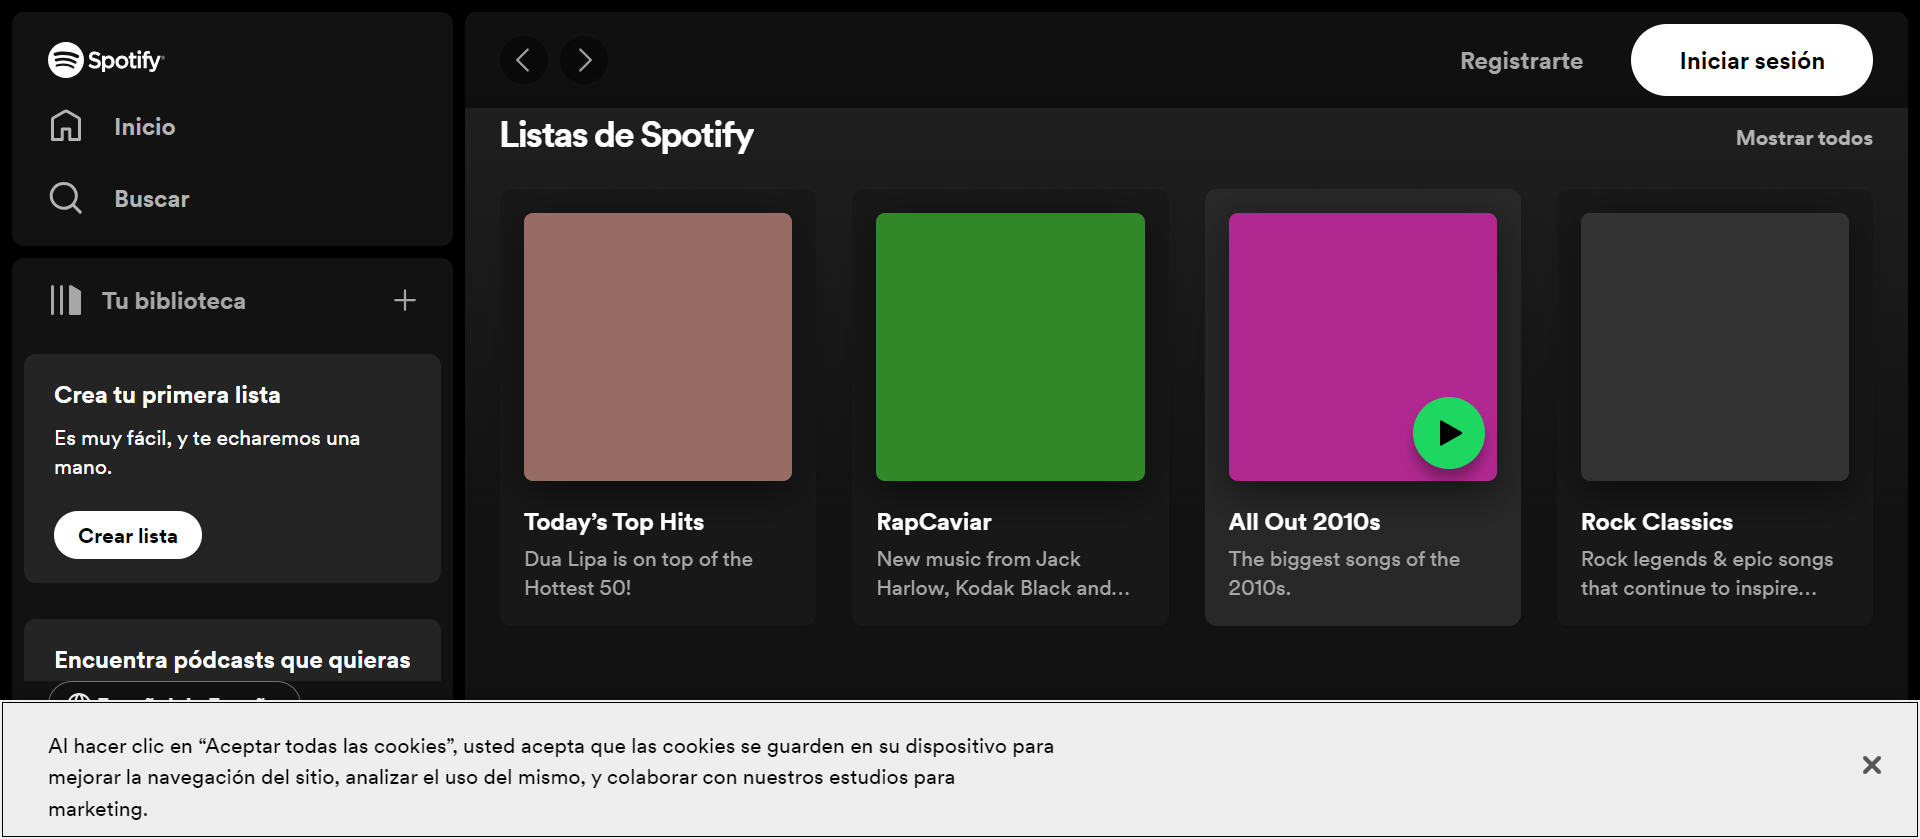 Spotify
Inicio
Buscar
Tu biblioteca
Crea tu primera lista
Es muy fácil, y te echaremos una
mano.
Crear lista
Encuentra pódcasts que quieras
Registrarte
Iniciar sesión
Listas de Spotify
Mostrar todos
Today’s Top Hits
Dua Lipa is on top of the
Hottest 50!
RapCaviar
New music from Jack
Harlow, Kodak Black and…
All Out 2010s
The biggest songs of the
2010s.
Rock Classics
Rock legends & epic songs
that continue to inspire…
Al hacer clic en “Aceptar todas las cookies”, usted acepta que las cookies se guarden en su dispositivo para
mejorar la navegación del sitio, analizar el uso del mismo, y colaborar con nuestros estudios para
marketing.